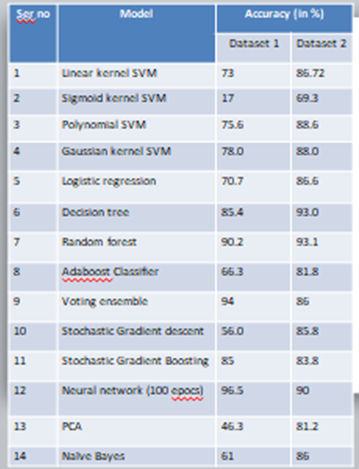 Ser no Model Accuracy (in %)
Dataset 1 Dataset 2
1 Linear kernel SVM 73 86.72
2 Sigmoid kernel SVM 17 69.3
3 Polynomial SVM 75.6 88.6
4 Gaussian kernel SVM 78.0 88.0
5 Logistic regression 70.7 86.6
6 Decision tree 85.4 93.0
7 Random forest 90.2 93.1
8 Adaboost Classifier 66.3 81.8
9 Voting ensemble 94 86
10 Stochastic Gradient descent 56.0 85.8
11 Stochastic Gradient Boosting 85 83.8
12 Neural network (100 epocs) 96.5 90
13 PCA 46.3 81.2
14 Naïve Bayes 61 86